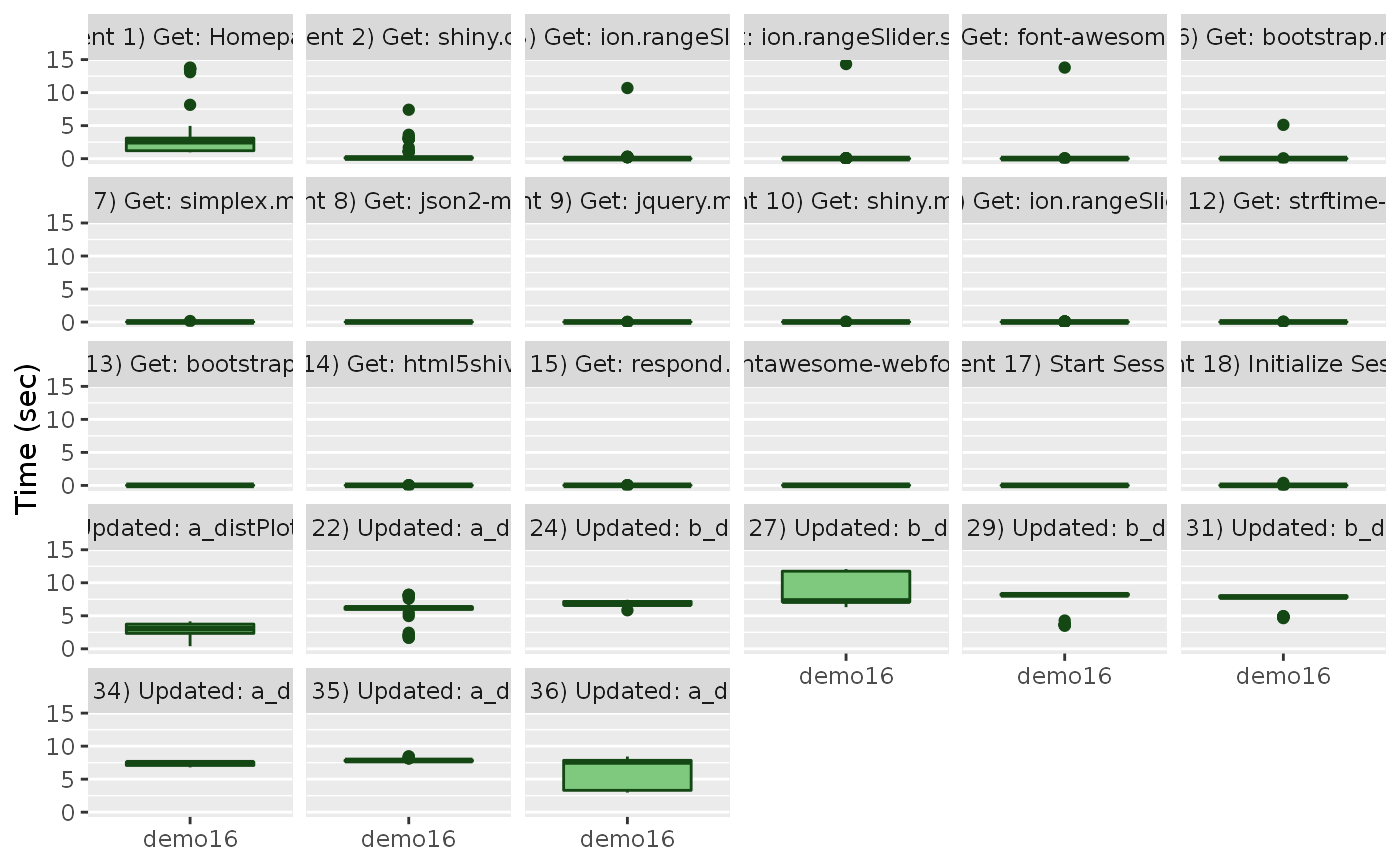 ent 1) Get: Homepa
ent 2) Get: shiny.c
) Get: ion.rangeSl
: ion.rangeSlider.s
Get: font-awesom
6) Get: bootstrap.r
15
10
5
0
7) Get: simplex.m
nt 8) Get: json2-m
nt 9) Get: jquery.m
nt 10) Get: shiny.m
) Get: ion.rangeSli
12) Get: strftime-
15
10
5
0
13) Get: bootstrap
14) Get: html5shiv
15) Get: respond.
ntawesome-webfo
ent 17) Start Sess
nt 18) Initialize Ses
15
10
5
0
Time (sec)
Updated: a_distPlot
22) Updated: a_d
24) Updated: b_d
27) Updated: b_d
29) Updated: b_d
31) Updated: b_d
15
10
5
0
demo16
demo16
demo16
34) Updated: a_d
35) Updated: a_d
36) Updated: a_d
15
10
5
0
demo16
demo16
demo16